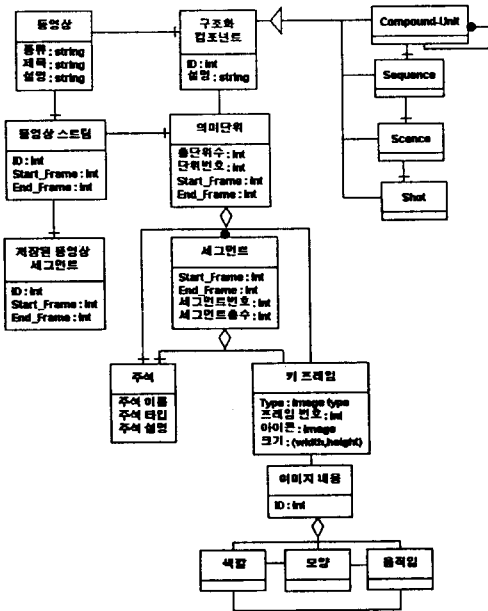 동영상
종류 : string
제목 : string
설명 : string
구조화
컴포넌트
ID : int
설명 : string
Compound-Unit
Sequence
Scence
Shot
동영상 스트림
ID : int
Start_Frame : int
End_Frame : int
의미단위
총단위수 : int
단위번호 : int
Start_Frame : int
End_Frame : int
저장된 동영상
세그먼트
ID : int
Start_Frame : int
End_Frame : int
세그먼트
Start_Frame : int
End_Frame : int
세그먼트번호 : int
세그먼트총수 : int
주석
주석 이름
주석 타입
주석 설명
키 프레임
Type : image type
프레임 번호 : int
아이콘 : image
크기 : (width,height)
이미지 내용
ID : int
색깔
모양
움직임